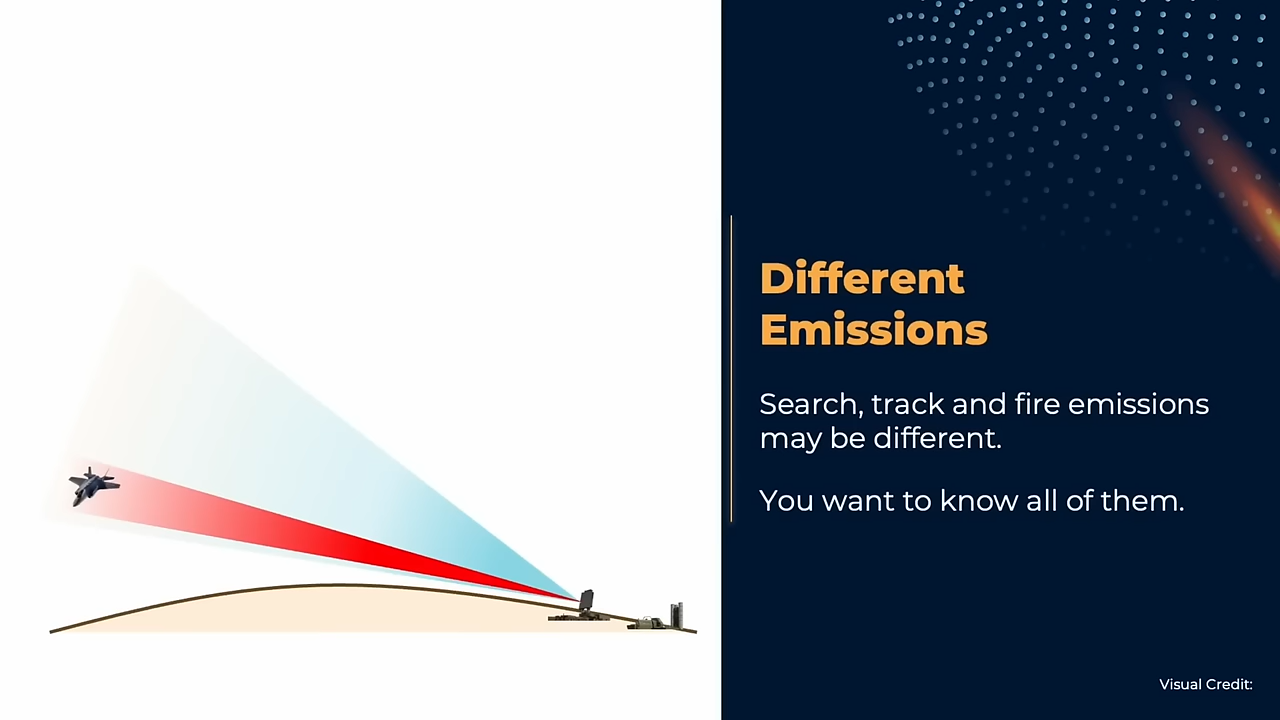 Different
Emissions
Search, track and fire emissions
may be different.
You want to know all of them.
Visual Credit: